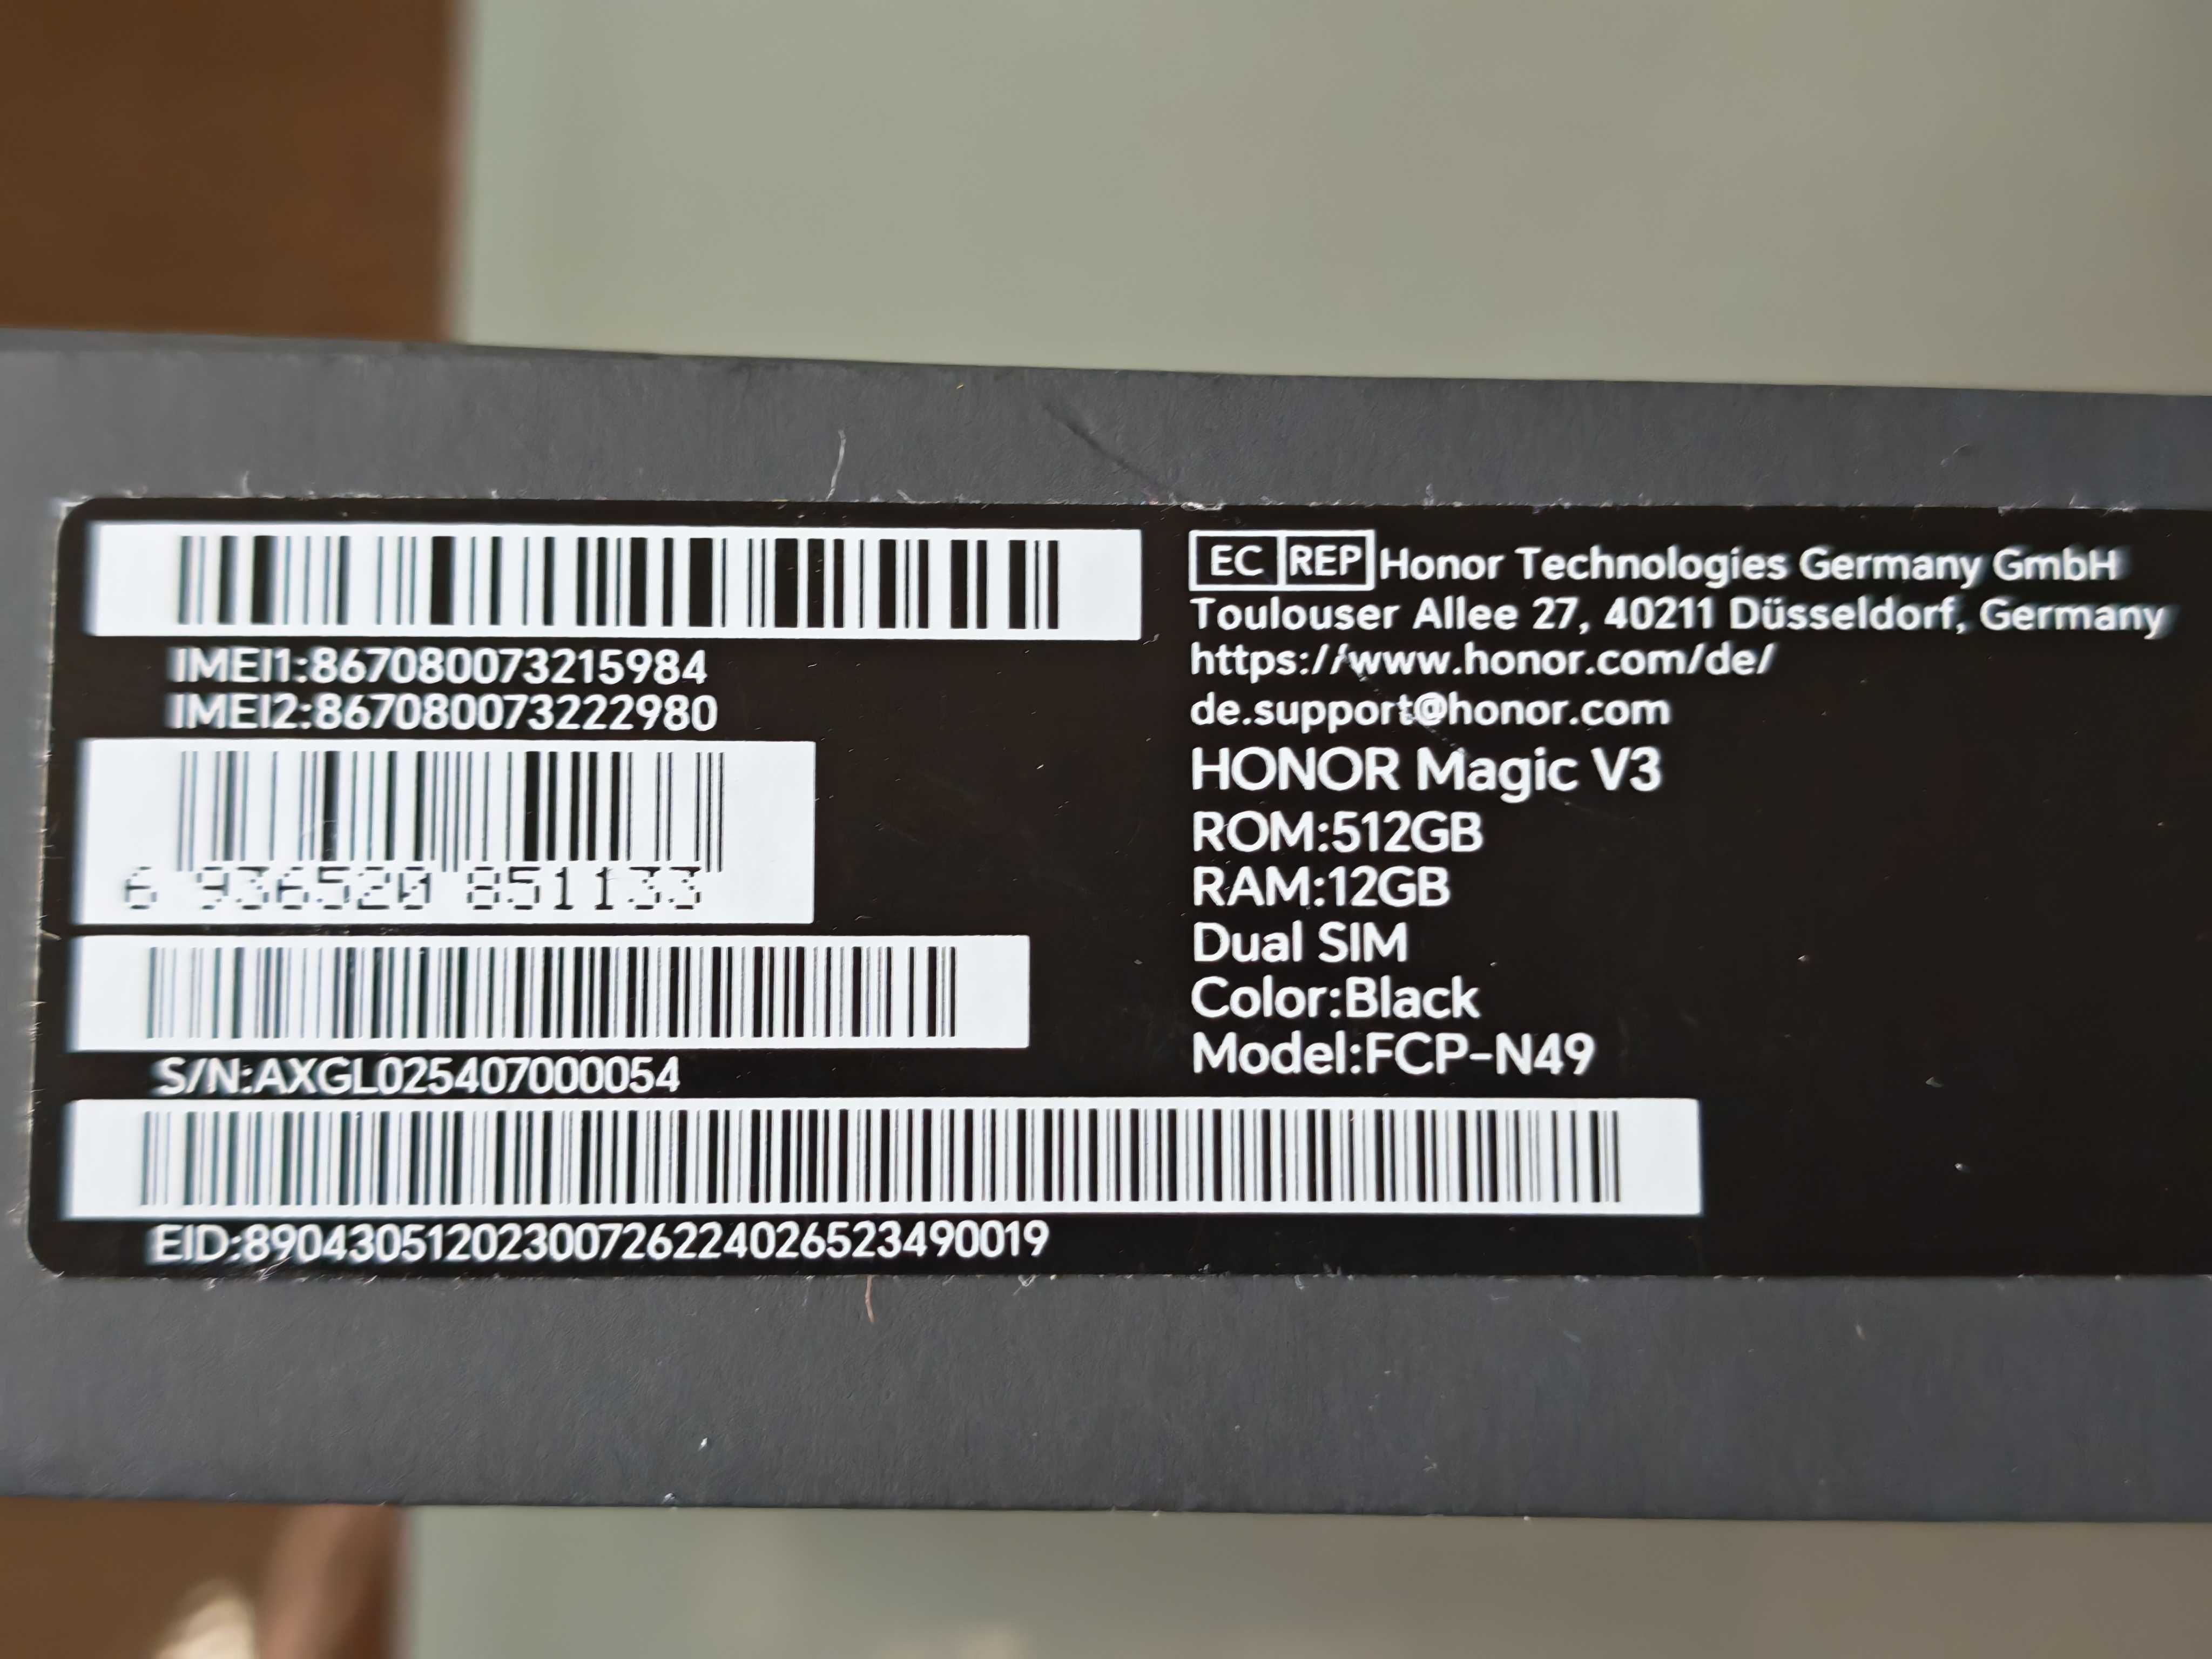 IMEI1:867080073215984
IMEI2:867080073222980
6 936520 851133
S/N:AXGL025407000054
EID:89043051202300726224026523490019
EC REP Honor Technologies Germany GmbH
Toulouser Allee 27, 40211 Düsseldorf, Germany
https://www.honor.com/de/
de.support@honor.com
HONOR Magic V3
ROM:512GB
RAM:12GB
Dual SIM
Color:Black
Model:FCP-N49